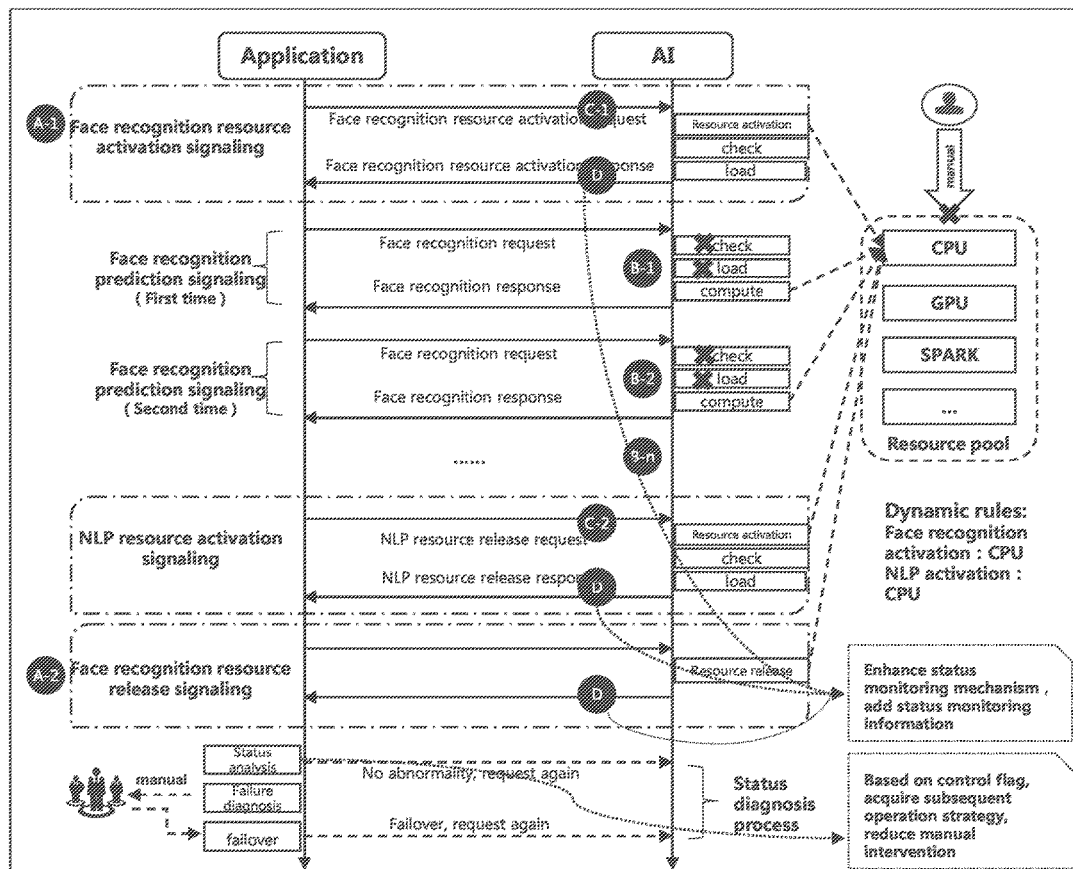 Application
AI
A-1
Face recognition resource
activation signaling
C-1
Face recognition resource activation request
Resource activation
check
load
Face recognition resource activation response
D
manual
Face recognition
prediction signaling
( First time )
Face recognition request
Face recognition response
B-1
check
load
compute
CPU
GPU
SPARK
...
Resource pool
Face recognition
prediction signaling
( Second time )
Face recognition request
Face recognition response
B-2
check
load
compute
......
9-n
NLP resource activation
signaling
C-2
NLP resource release request
NLP resource release response
D
Resource activation
check
load
Dynamic rules:
Face recognition
activation : CPU
NLP activation :
CPU
A-2
Face recognition resource
release signaling
Resource release
D
Enhance status
monitoring mechanism ,
add status monitoring
information
Status
analysis
manual
Failure
diagnosis
failover
No abnormality, request again
Failover, request again
Status
diagnosis
process
Based on control flag,
acquire subsequent
operation strategy,
reduce manual
intervention